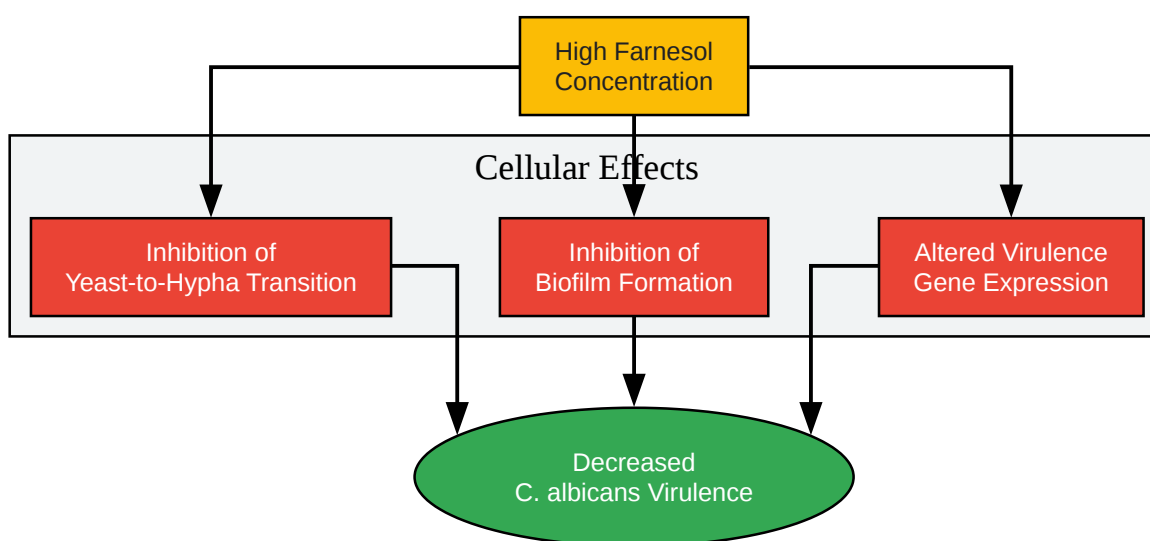 High Farnesol
Concentration
Cellular Effects
Inhibition of
Yeast-to-Hypha Transition
Inhibition of
Biofilm Formation
Altered Virulence
Gene Expression
Decreased
C. albicans Virulence